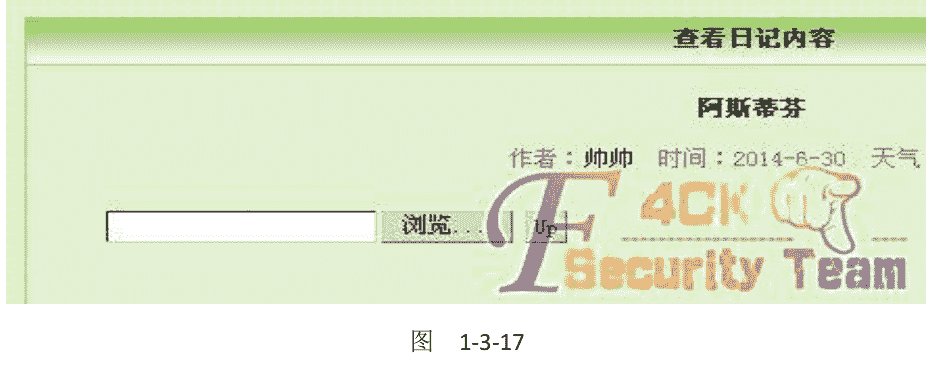 查看日记内容
阿斯蒂芬
作者：帅帅 时间：2014-6-30 天气
浏览... Up
F4CK
Security Team
图 1-3-17